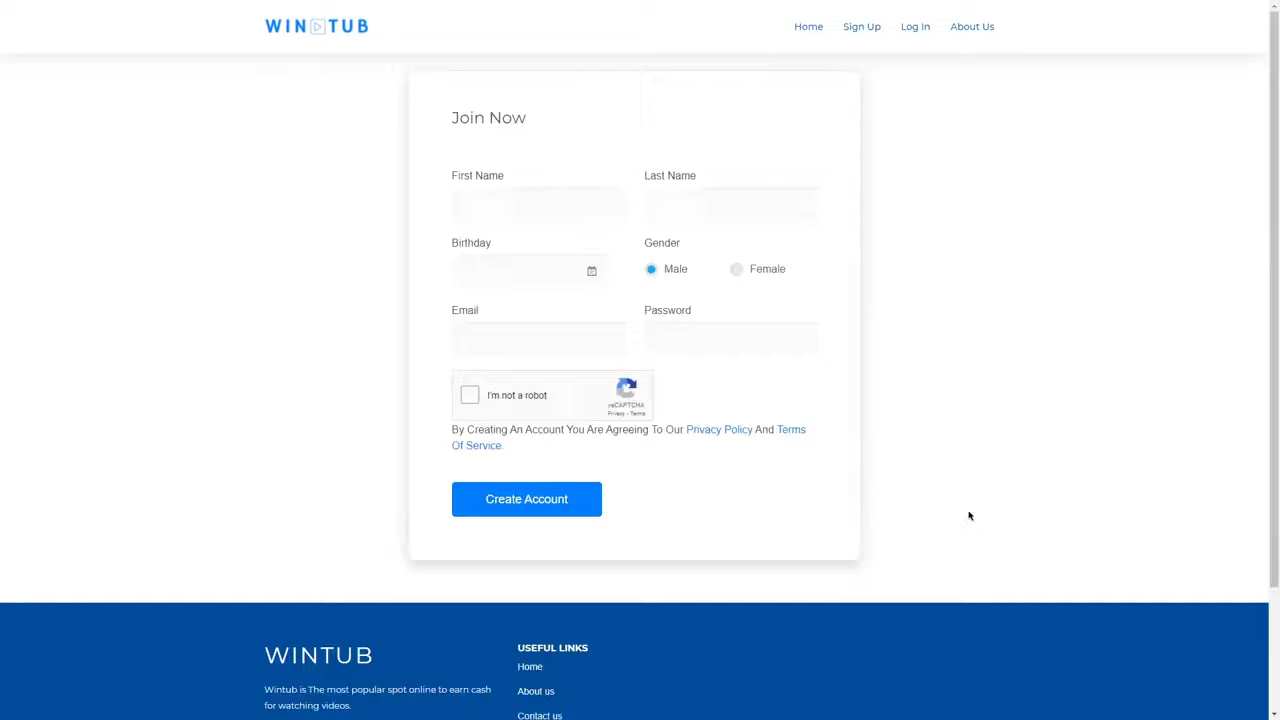 WIN TUB
Home Sign Up Log In About Us
Join Now
First Name Last Name
Birthday Gender
Male Female
Email Password
I'm not a robot
reCAPTCHA
Privacy - Terms
By Creating An Account You Are Agreeing To Our Privacy Policy And Terms
Of Service.
Create Account
WINTUB
Wintub is The most popular spot online to earn cash
for watching videos.
USEFUL LINKS
Home
About us
Contact us